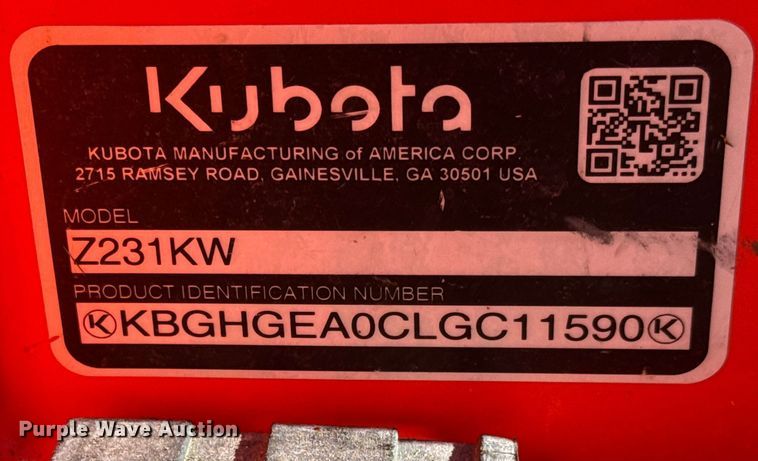 Kubota
KUBOTA MANUFACTURING of AMERICA CORP.
2715 RAMSEY ROAD, GAINESVILLE, GA 30501 USA
MODEL
Z231KW
PRODUCT IDENTIFICATION NUMBER
KBGHGEA0CLGC11590
Purple Wave Auction